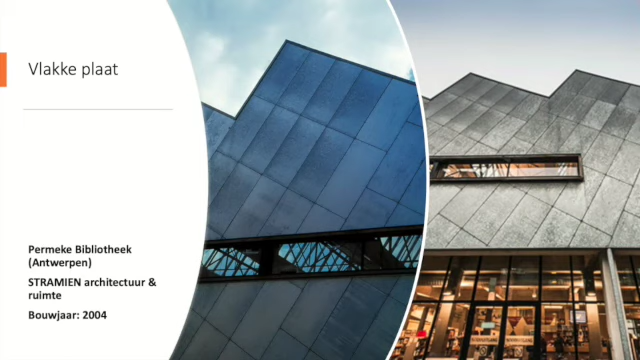 Vlakke plaat
Permeke Bibliotheek
(Antwerpen)
STRAMIEN architectuur &
ruimte
Bouwjaar: 2004